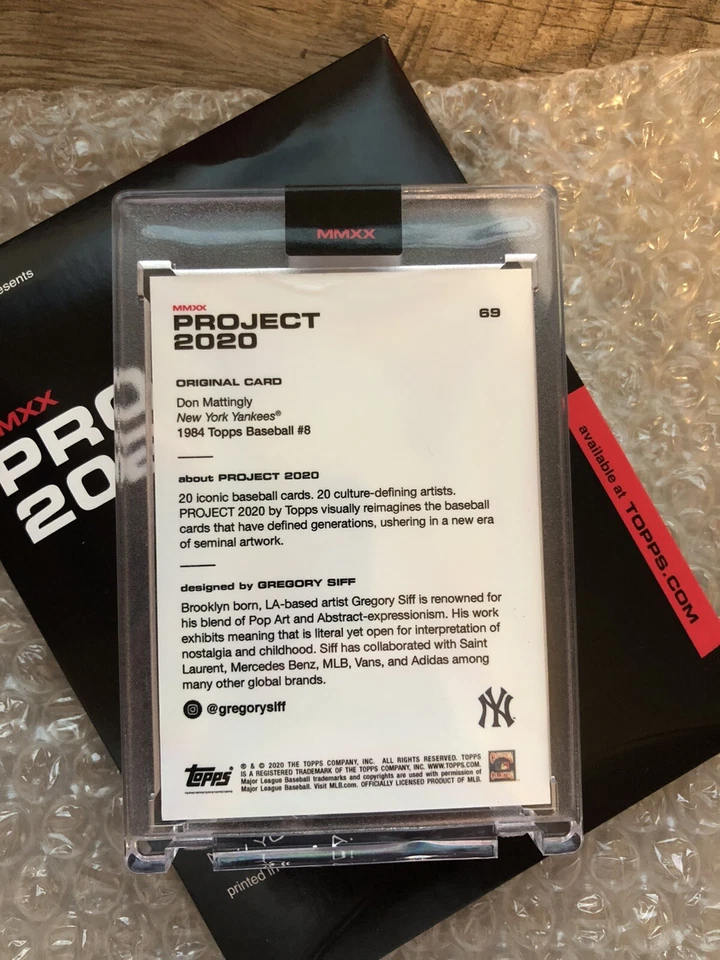 MMXX
MMXX
PROJECT
2020
69
ORIGINAL CARD
Don Mattingly
New York Yankees®
1984 Topps Baseball #8
about PROJECT 2020
20 iconic baseball cards. 20 culture-defining artists.
PROJECT 2020 by Topps visually reimagines the baseball
cards that have defined generations, ushering in a new era
of seminal artwork.
designed by GREGORY SIFF
Brooklyn born, LA-based artist Gregory Siff is renowned for
his blend of Pop Art and Abstract-expressionism. His work
exhibits meaning that is literal yet open for interpretation of
nostalgia and childhood. Siff has collaborated with Saint
Laurent, Mercedes Benz, MLB, Vans, and Adidas among
many other global brands.
@gregorysiff
NY
Topps
® & © 2020 THE TOPPS COMPANY, INC. ALL RIGHTS RESERVED. TOPPS
IS A REGISTERED TRADEMARK OF THE TOPPS COMPANY, INC. WWW.TOPPS.COM.
Major League Baseball trademarks and copyrights are used with permission of
Major League Baseball. Visit MLB.com. OFFICIALLY LICENSED PRODUCT OF MLB.
esents
MXX
PRO
202
available at TOPPS.COM
printed in